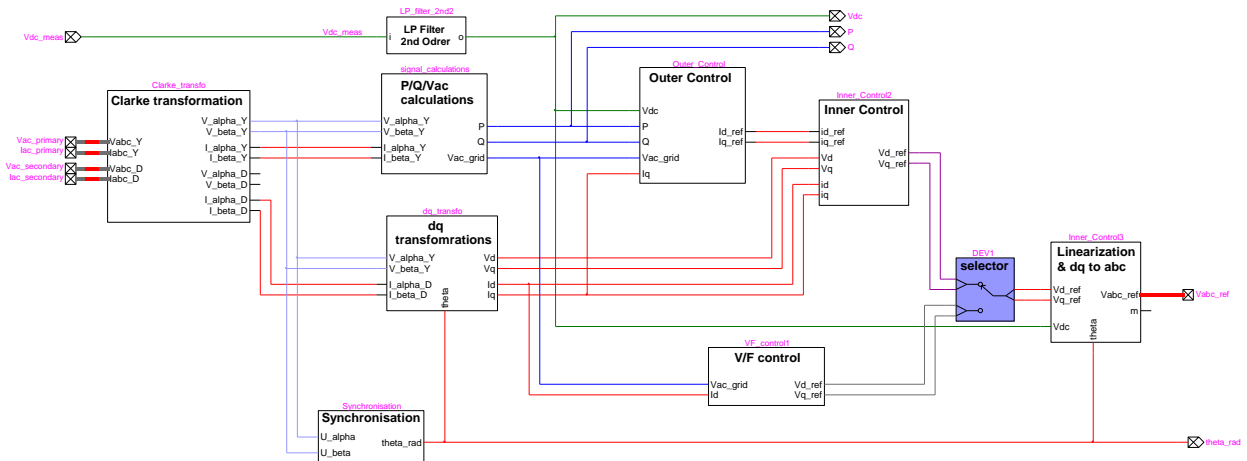 LP_filter_2nd2
Vdc_meas
Vdc_meas
i
LP Filter
2nd Odrer
o
Vdc
P
Q
Clarke_transfo
Clarke transformation
V_alpha_Y
V_beta_Y
I_alpha_Y
I_beta_Y
V_alpha_D
V_beta_D
I_alpha_D
I_beta_D
Vac_primary
Iac_primary
Vac_secondary
Iac_secondary
Vabc_Y
Iabc_Y
Vabc_D
Iabc_D
signal_calculations
P/Q/Vac
calculations
V_alpha_Y
V_beta_Y
I_alpha_Y
I_beta_Y
P
Q
Vac_grid
Outer_Control
Outer Control
Vdc
P
Q
Vac_grid
Iq
Id_ref
Iq_ref
Inner_Control2
Inner Control
id_ref
iq_ref
Vd
Vq
id
iq
Vd_ref
Vq_ref
dq_transfo
dq
transfomrations
V_alpha_Y
V_beta_Y
I_alpha_D
I_beta_D
theta
Vd
Vq
Id
Iq
DEV1
selector
Inner_Control3
Linearization
& dq to abc
Vd_ref
Vq_ref
Vdc
theta
Vabc_ref
m
Vabc_ref
VF_control1
V/F control
Vac_grid
Id
Vd_ref
Vq_ref
Synchronisation
Synchronisation
U_alpha
U_beta
theta_rad
theta_rad